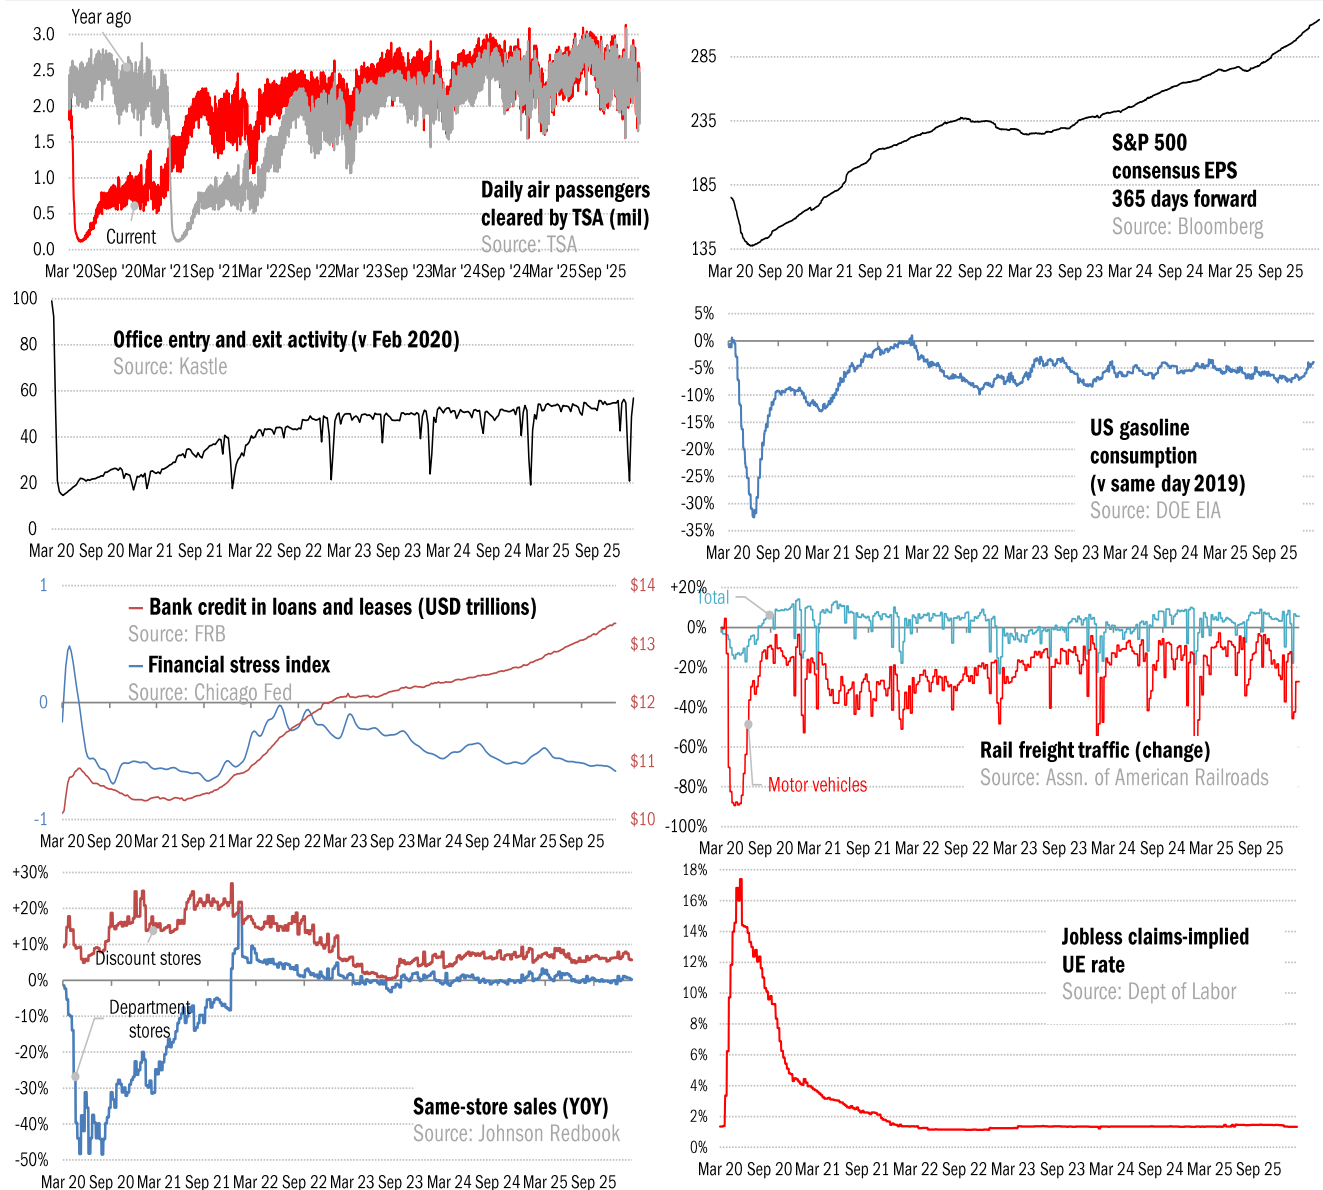 Year ago
3.0
2.5
2.0
1.5
1.0
0.5
0.0
Current
Daily air passengers
cleared by TSA (mil)
Source: TSA
Mar '20 Sep '20 Mar '21 Sep '21 Mar '22 Sep '22 Mar '23 Sep '23 Mar '24 Sep '24 Mar '25 Sep '25
285
235
185
135
S&P 500
consensus EPS
365 days forward
Source: Bloomberg
Mar 20 Sep 20 Mar 21 Sep 21 Mar 22 Sep 22 Mar 23 Sep 23 Mar 24 Sep 24 Mar 25 Sep 25
100
80
60
40
20
0
Office entry and exit activity (v Feb 2020)
Source: Kastle
Mar 20 Sep 20 Mar 21 Sep 21 Mar 22 Sep 22 Mar 23 Sep 23 Mar 24 Sep 24 Mar 25 Sep 25
5%
0%
-5%
-10%
-15%
-20%
-25%
-30%
-35%
US gasoline
consumption
(v same day 2019)
Source: DOE EIA
Mar 20 Sep 20 Mar 21 Sep 21 Mar 22 Sep 22 Mar 23 Sep 23 Mar 24 Sep 24 Mar 25 Sep 25
1
0
-1
Bank credit in loans and leases (USD trillions)
Source: FRB
Financial stress index
Source: Chicago Fed
$14
$13
$12
$11
$10
Mar 20 Sep 20 Mar 21 Sep 21 Mar 22 Sep 22 Mar 23 Sep 23 Mar 24 Sep 24 Mar 25 Sep 25
+20%
0%
-20%
-40%
-60%
-80%
-100%
Total
Motor vehicles
Rail freight traffic (change)
Source: Assn. of American Railroads
Mar 20 Sep 20 Mar 21 Sep 21 Mar 22 Sep 22 Mar 23 Sep 23 Mar 24 Sep 24 Mar 25 Sep 25
+30%
+20%
+10%
0%
-10%
-20%
-30%
-40%
-50%
Discount stores
Department
stores
Same-store sales (YOY)
Source: Johnson Redbook
Mar 20 Sep 20 Mar 21 Sep 21 Mar 22 Sep 22 Mar 23 Sep 23 Mar 24 Sep 24 Mar 25 Sep 25
18%
16%
14%
12%
10%
8%
6%
4%
2%
0%
Jobless claims-implied
UE rate
Source: Dept of Labor
Mar 20 Sep 20 Mar 21 Sep 21 Mar 22 Sep 22 Mar 23 Sep 23 Mar 24 Sep 24 Mar 25 Sep 25